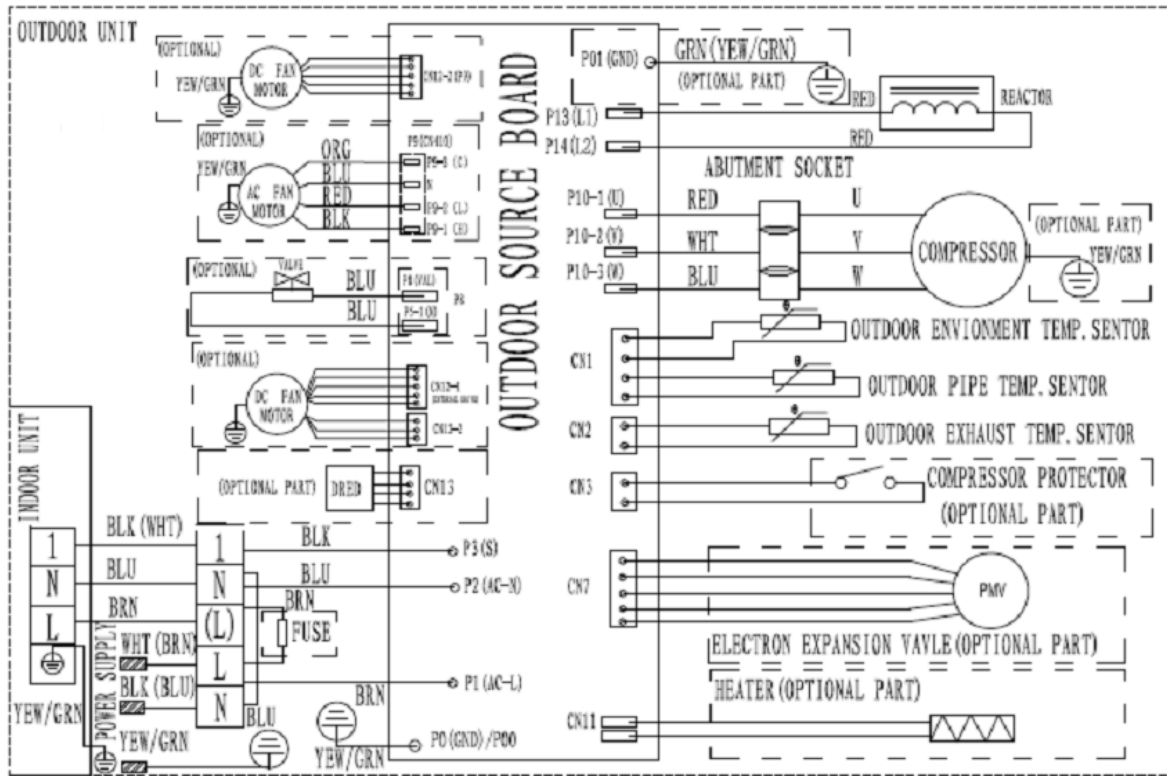 OUTDOOR UNIT
(OPTIONAL)
YEW/GRN
DC FAN
MOTOR
(OPTIONAL)
YEW/GRN
AC FAN
MOTOR
ORG
BLU
RED
BLK
P9(CN410)
N
P9-1 (H)
(OPTIONAL)
VALVE
BLU
BLU
(OPTIONAL)
DC FAN
MOTOR
CN12-1
(OPTIONAL PART)
DRED
CN13
OUTDOOR SOURCE BOARD
P01 (GND)
GRN (YEW/GRN)
(OPTIONAL PART)
RED
REACTOR
P13(L1)
P14(L2)
RED
ABUTMENT SOCKET
P10-1(U)
RED
U
P10-2(V)
WHT
V
P10-3(W)
BLU
W
COMPRESSOR
(OPTIONAL PART)
YEW/GRN
CN1
OUTDOOR ENVIONMENT TEMP. SENTOR
OUTDOOR PIPE TEMP. SENTOR
CN2
OUTDOOR EXHAUST TEMP. SENTOR
CN3
COMPRESSOR PROTECTOR
(OPTIONAL PART)
CN7
PMV
ELECTRON EXPANSION VAVLE(OPTIONAL PART)
HEATER(OPTIONAL PART)
CN11
INDOOR UNIT
1
N
L
YEW/GRN
BLK(WHT)
BLU
BRN
POWER SUPPLY
WHT(BRN)
BLK(BLU)
YEW/GRN
1
N
(L)
L
N
BLK
BLU
BRN
FUSE
BLU
P3(S)
P2(AC-N)
P1(AC-L)
BRN
YEW/GRN
P0(GND)/P00